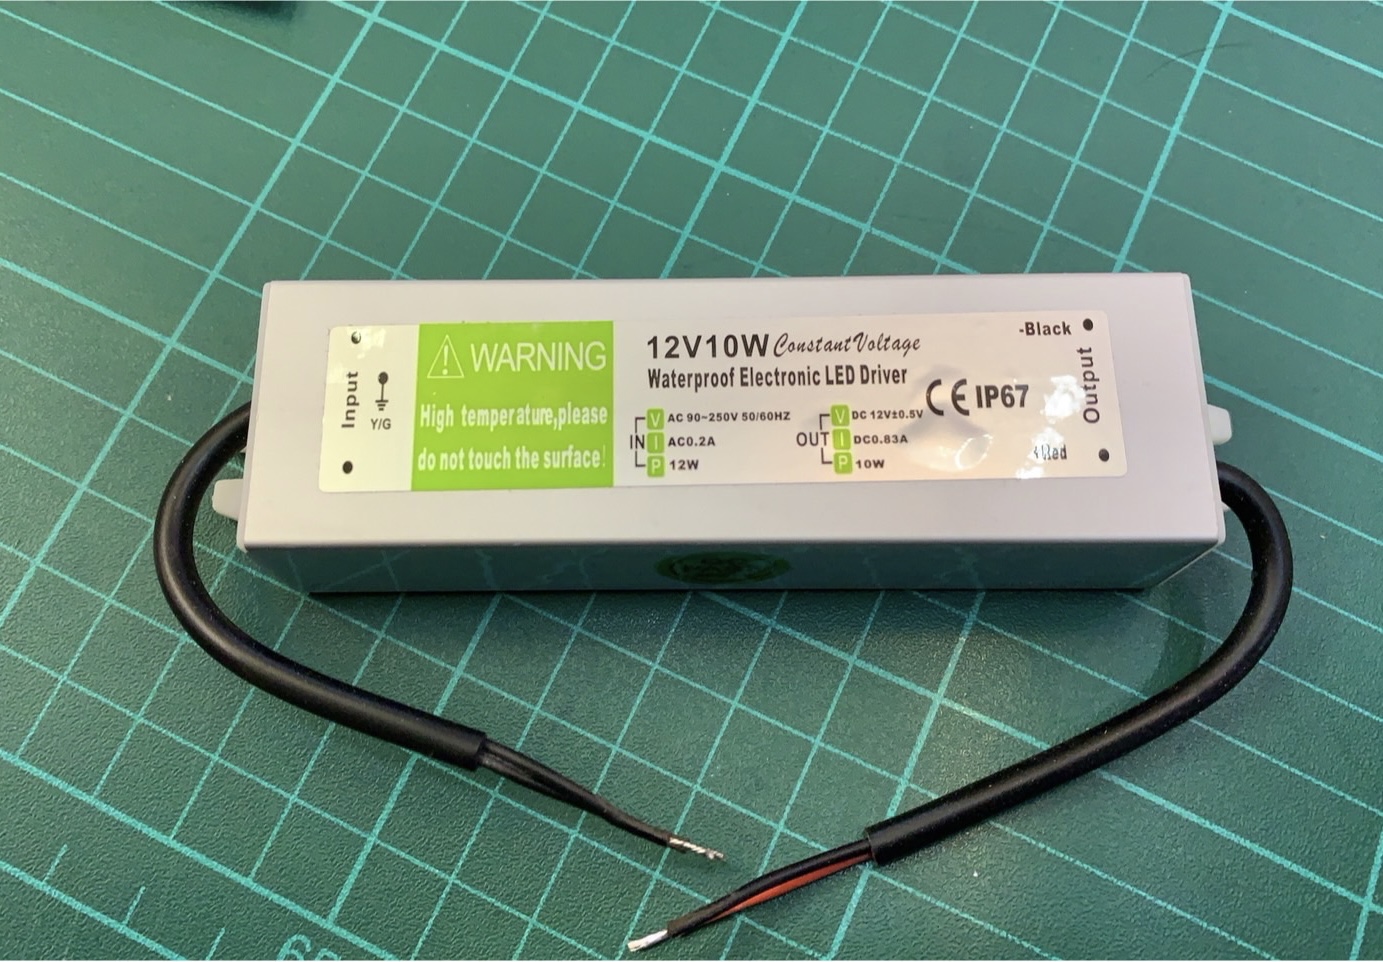 Input
Y/G
WARNING
High temperature,please
do not touch the surface!
12V10W Constant Voltage
Waterproof Electronic LED Driver
IN
V AC 90~250V 50/60HZ
I AC0.2A
P 12W
OUT
V DC 12V±0.5V
I DC0.83A
P 10W
CE IP67
-Black
Output